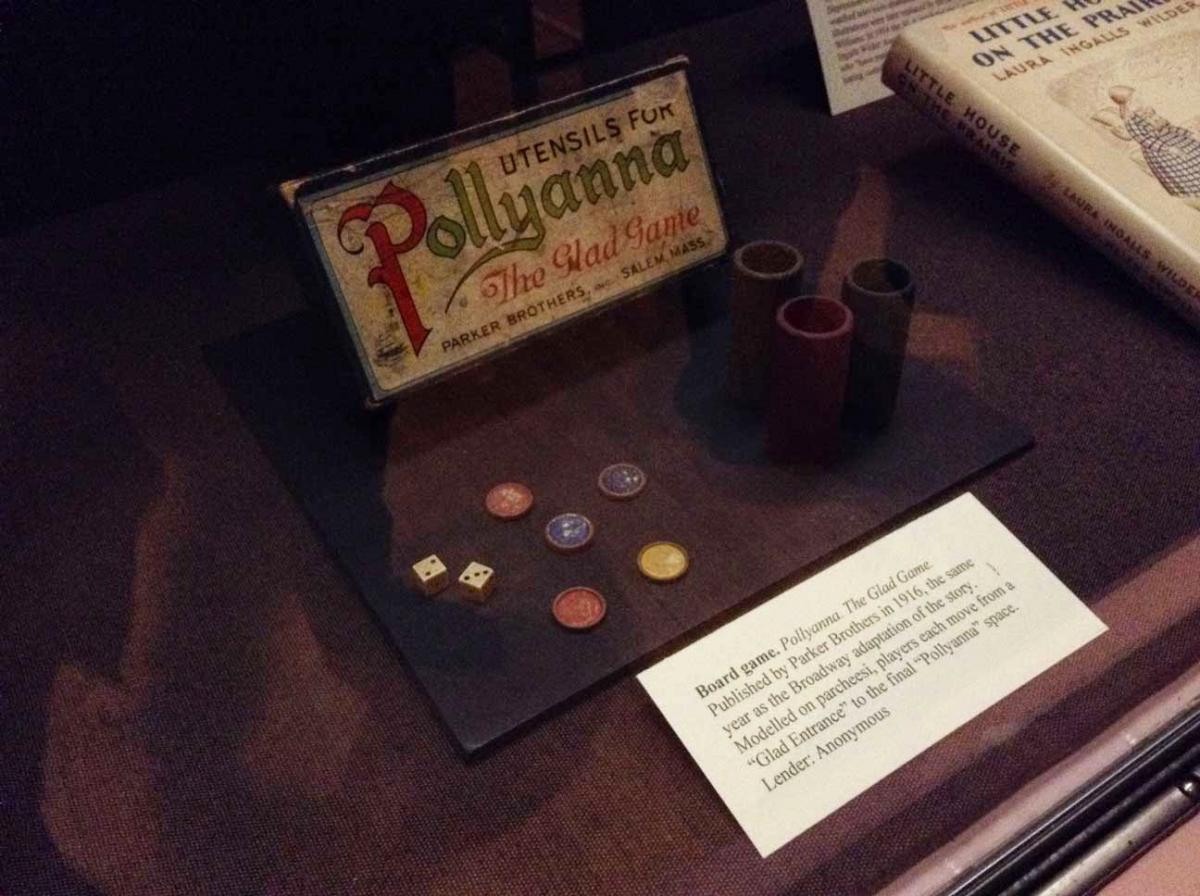 UTENSILS FOR
Pollyanna
The Glad Game
PARKER BROTHERS, INC. SALEM, MASS.
LITTLE HOUSE
ON THE PRAIRIE
LAURA INGALLS WILDER
LITTLE HOUSE
ON THE PRAIRIE
LAURA INGALLS WILDER
Board game. Pollyanna. The Glad Game.
Published by Parker Brothers in 1916, the same
year as the Broadway adaptation of the story.
Modelled on parcheesi, players each move from a
“Glad Entrance” to the final “Pollyanna” space.
Lender: Anonymous